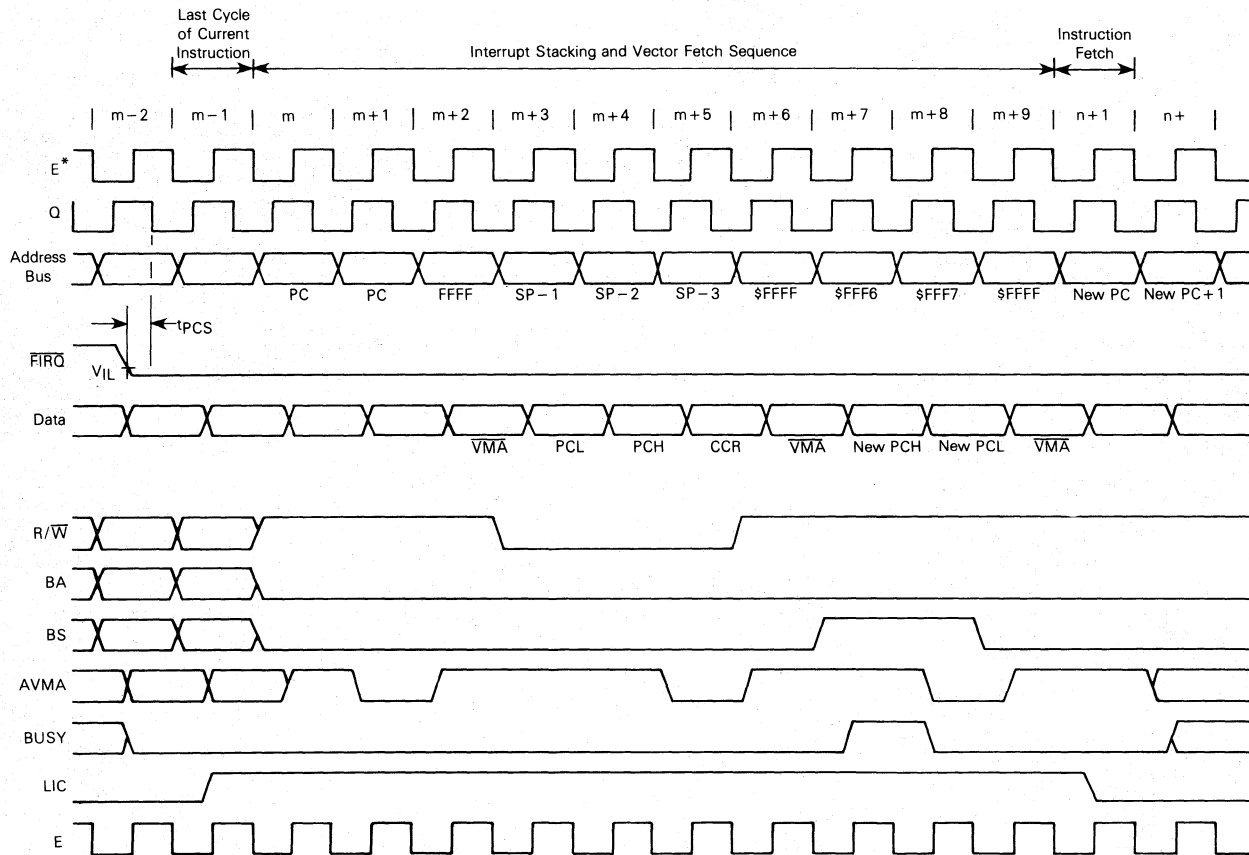 Last Cycle
of Current
Instruction
Interrupt Stacking and Vector Fetch Sequence
Instruction
Fetch
| m-2 | m-1 | m | m+1 | m+2 | m+3 | m+4 | m+5 | m+6 | m+7 | m+8 | m+9 | n+1 | n+ |
E*
Q
Address
Bus
PC PC FFFF SP-1 SP-2 SP-3 $FFFF $FFF6 $FFF7 $FFFF New PC New PC+1
tPCS
FIRQ
VIL
Data
VMA PCL PCH CCR VMA New PCH New PCL VMA
R/W
BA
BS
AVMA
BUSY
LIC
E